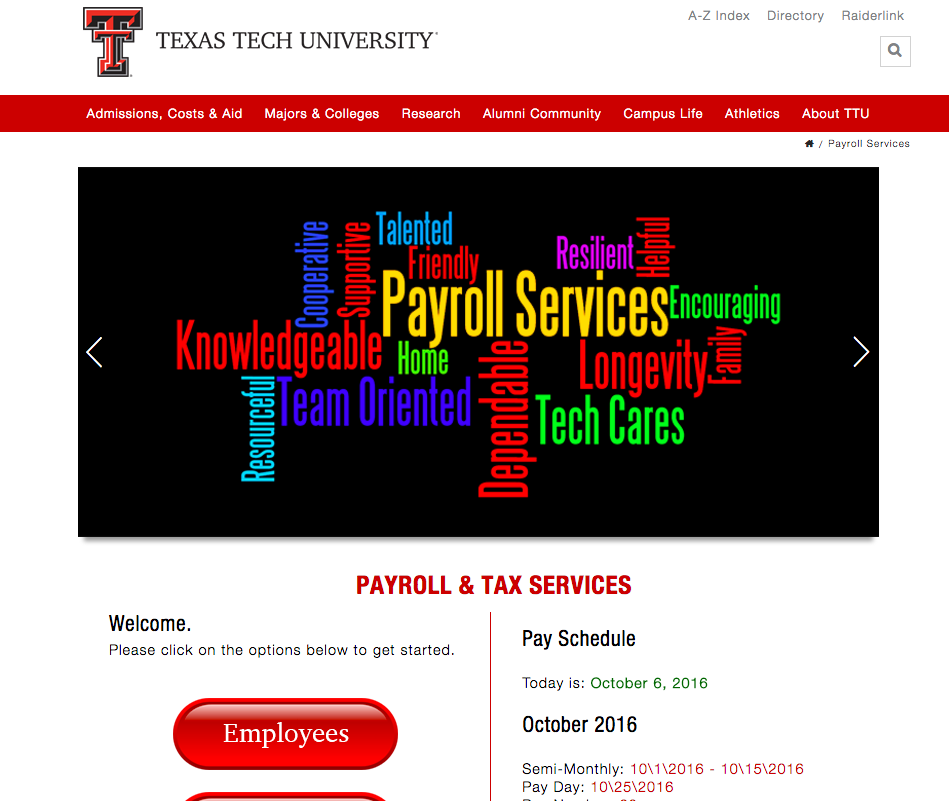 A-Z Index Directory Raiderlink
TEXAS TECH UNIVERSITY
Admissions, Costs & Aid Majors & Colleges Research Alumni Community Campus Life Athletics About TTU
/ Payroll Services
Talented
Cooperative
Supportive
Friendly
Resilient
Helpful
Payroll Services
Encouraging
Knowledgeable
Home
Longevity
Family
Resourceful
Team Oriented
Dependable
Tech Cares
PAYROLL & TAX SERVICES
Welcome.
Please click on the options below to get started.
Employees
Pay Schedule
Today is: October 6, 2016
October 2016
Semi-Monthly: 10\1\2016 - 10\15\2016
Pay Day: 10\25\2016